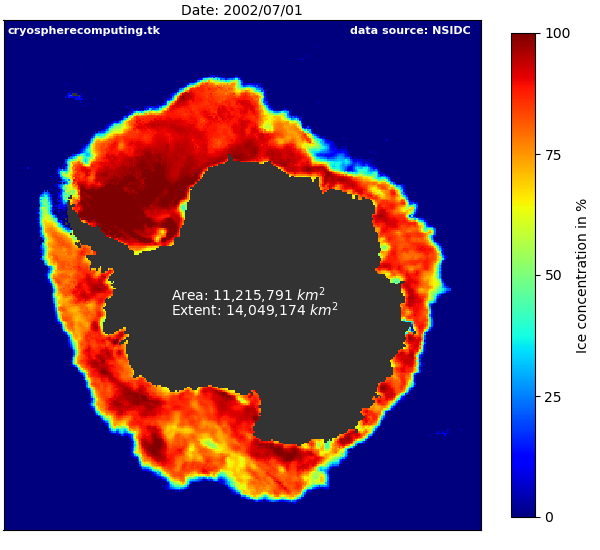 Date: 2002/07/01
cryospherecomputing.tk data source: NSIDC
Area: 11,215,791 km²
Extent: 14,049,174 km²
100
75
50
25
0
Ice concentration in %